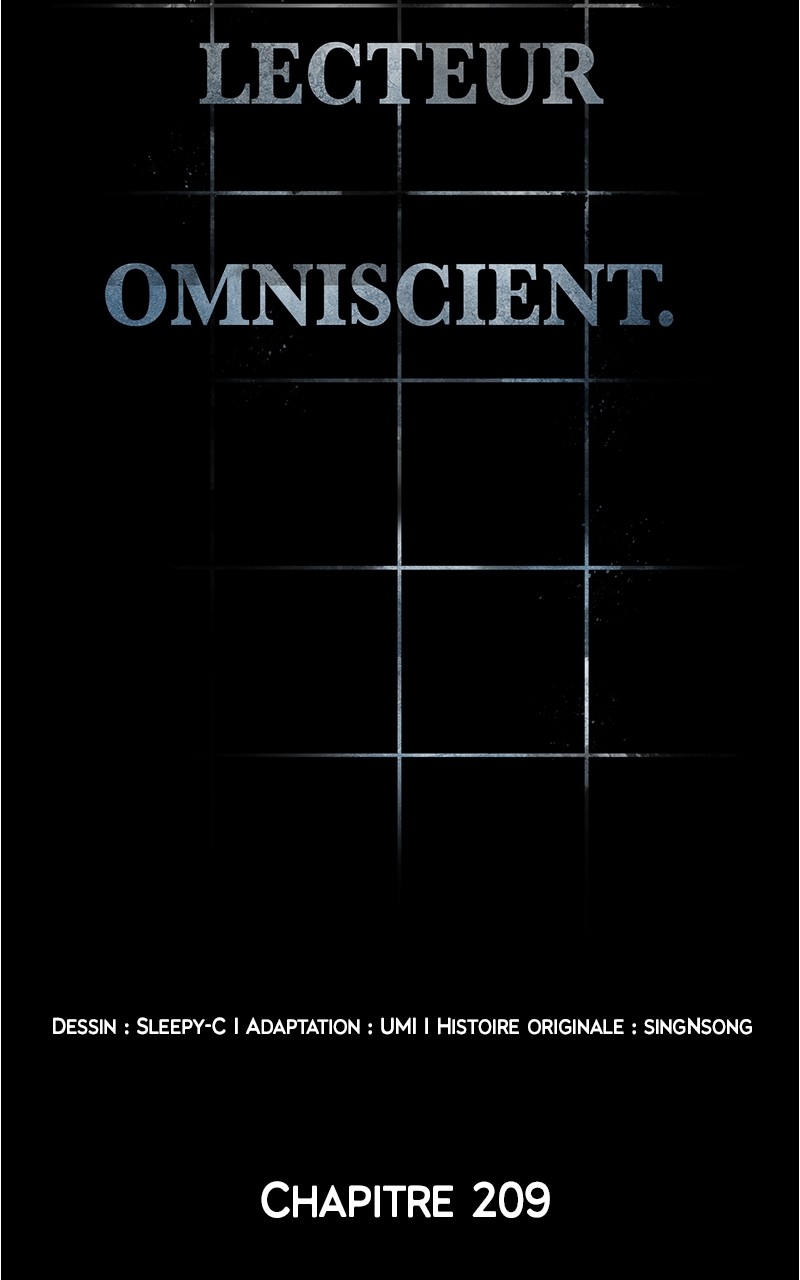 LECTEUR
OMNISCIENT.
DESSIN : SLEEPY-C I ADAPTATION : UMI I HISTOIRE ORIGINALE : SINGNSONG
CHAPITRE 209